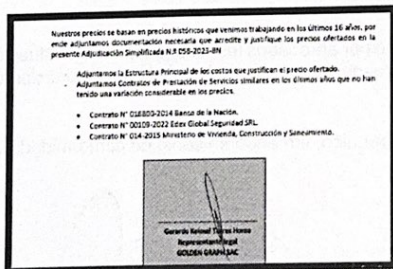 Nuestros precios se basan en precios históricos que venimos trabajando en los últimos 16 años, por
ende adjuntamos documentación necesaria que acredite y justifique los precios ofertados en la
presente Adjudicación Simplificada N.º 056-2023-BN
Adjuntamos la Estructura Principal de los costos que justifican el precio ofertado.
- Adjuntamos Contratos de Prestación de Servicios similares en los últimos años que no han
tenido una variación considerable en los precios.
• Contrato N° 018800-2014 Banco de la Nación.
• Contrato N° 00109-2022 Edex Global Seguridad SRL.
• Contrato N° 014-2015 Ministerio de Vivienda, Construcción y Saneamiento.
Gerardo
Representante legal
GOLDEN GRAPH SAC